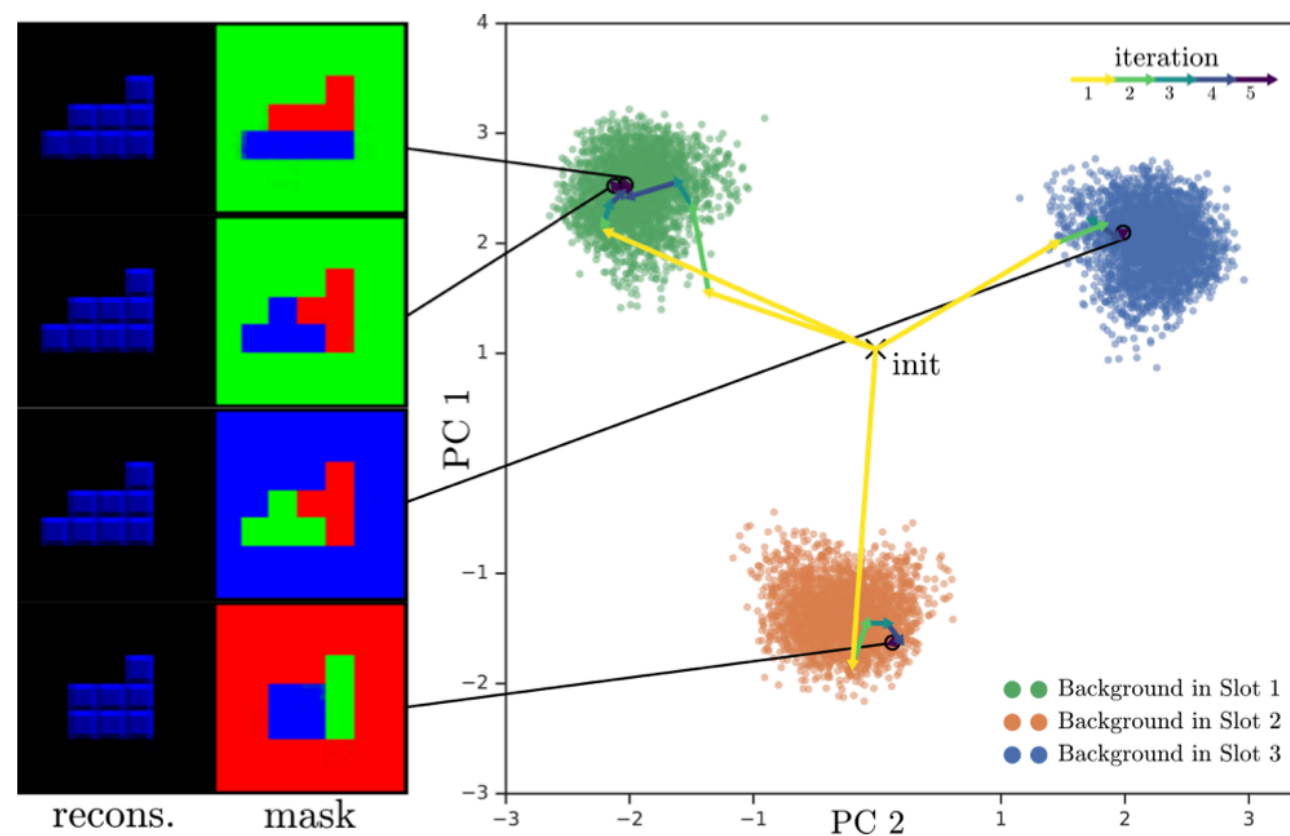 4
3
2
1
−1
−2
−3
PC 1
−3
−2
−1
1
2
3
PC 2
iteration
1 2 3 4 5
init
Background in Slot 1
Background in Slot 2
Background in Slot 3
recons. mask